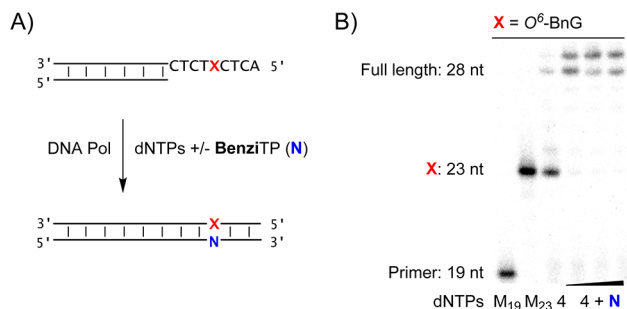 A)
3' CTCTXCTCA 5'
5'
DNA Pol dNTPs +/- BenziTP (N)
3' X 5'
5' N 3'
B)
X = O⁶-BnG
Full length: 28 nt
X: 23 nt
Primer: 19 nt
dNTPs M₁₉ M₂₃ 4 4 + N